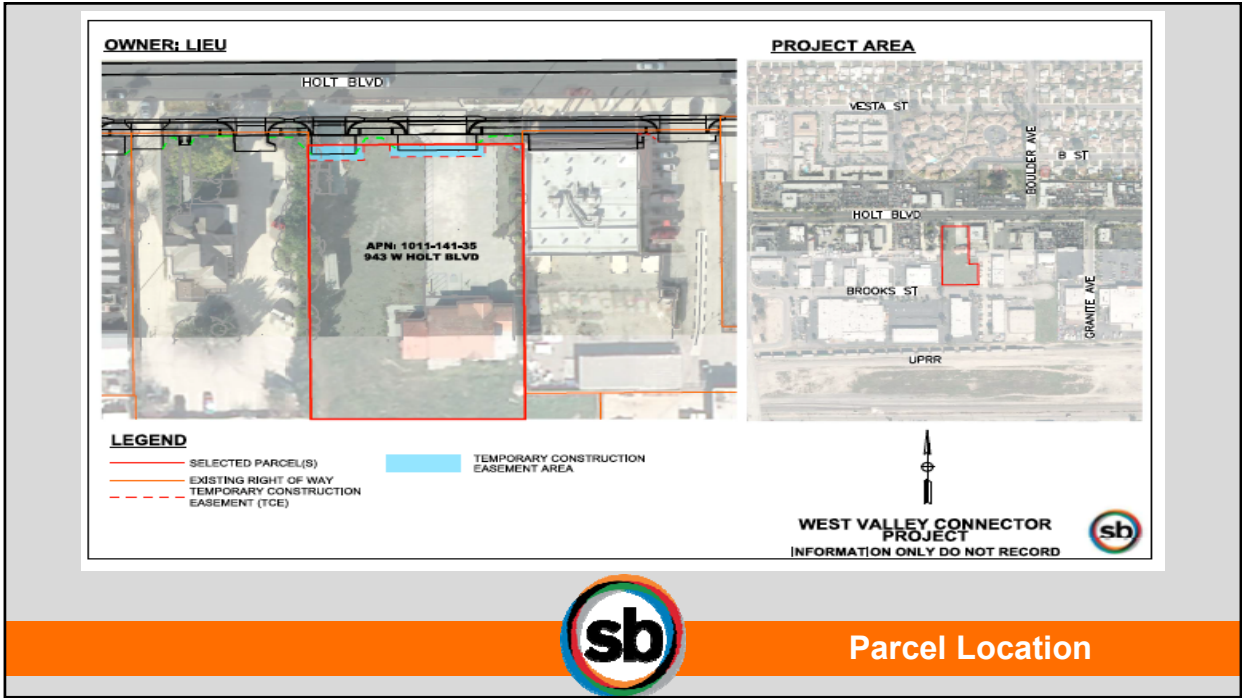 OWNER: LIEU
HOLT BLVD
APN: 1011-141-35
943 W HOLT BLVD
PROJECT AREA
VESTA ST
BOULDER AVE
B ST
HOLT BLVD
BROOKS ST
GRANITE AVE
UPRR
LEGEND
SELECTED PARCEL(S)
EXISTING RIGHT OF WAY
TEMPORARY CONSTRUCTION
EASEMENT (TCE)
TEMPORARY CONSTRUCTION
EASEMENT AREA
WEST VALLEY CONNECTOR
PROJECT
INFORMATION ONLY DO NOT RECORD
sb
sb
Parcel Location